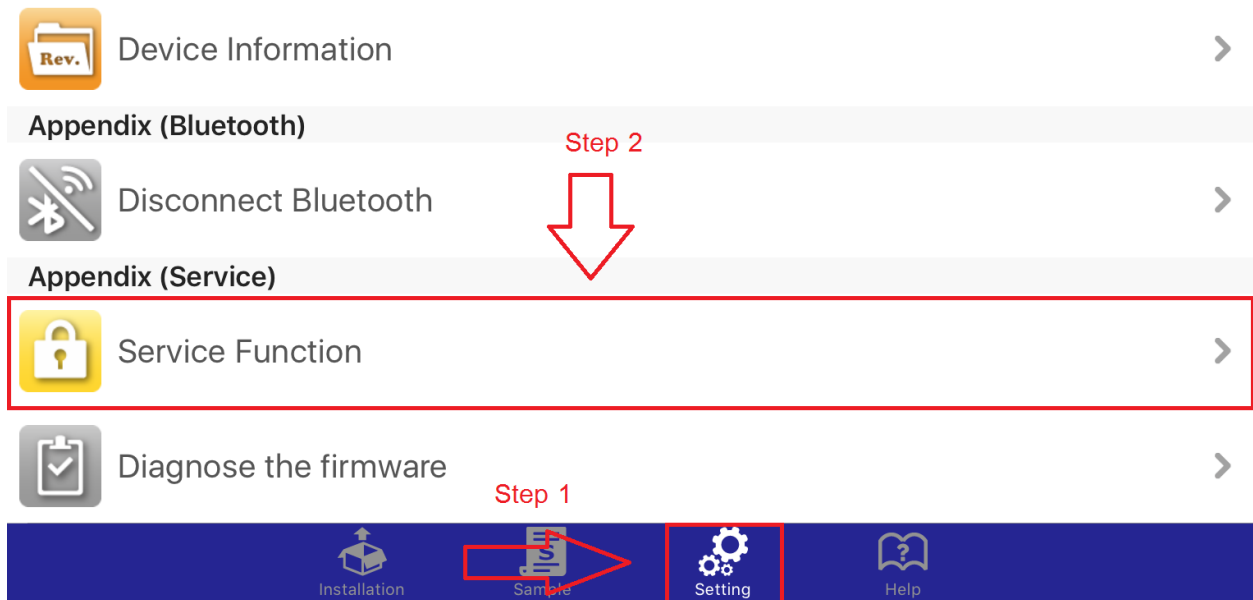 Rev.
Device Information
Appendix (Bluetooth)
Step 2
Disconnect Bluetooth
Appendix (Service)
Service Function
Diagnose the firmware
Step 1
S
?
Installation
Sample
Setting
Help